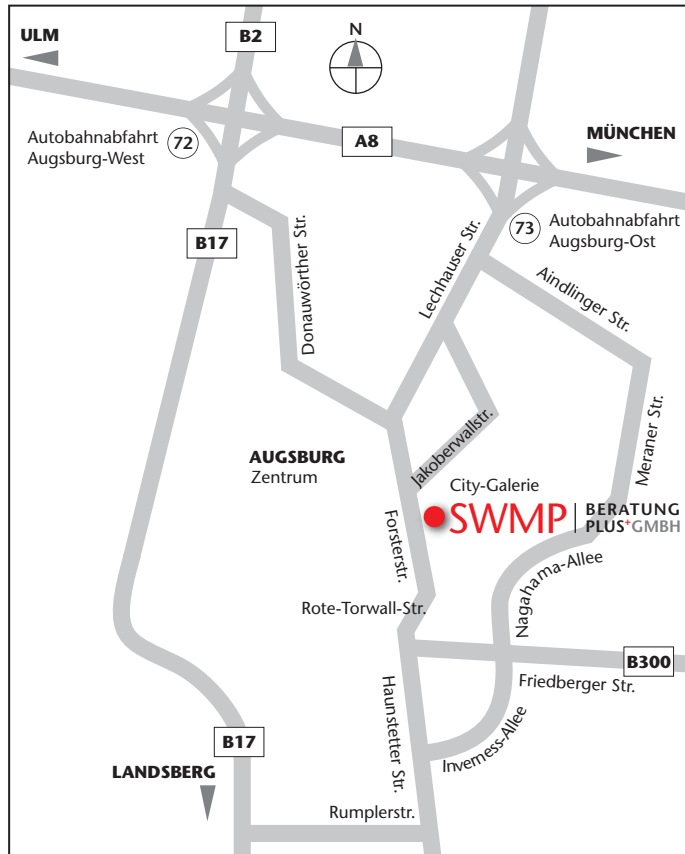 ULM
B2
N
Autobahnabfahrt
Augsburg-West
72
A8
MÜNCHEN
B17
Donauwörther Str.
Lechhauser Str.
73
Autobahnabfahrt
Augsburg-Ost
Aindlinger Str.
AUGSBURG
Zentrum
Jakoberwallstr.
Meraner Str.
City-Galerie
SWMP
BERATUNG
PLUS+GMBH
Forsterstr.
Nagahama-Allee
Rote-Torwall-Str.
B300
Friedberger Str.
Haunstetter Str.
Inverness-Allee
B17
LANDSBERG
Rumplerstr.